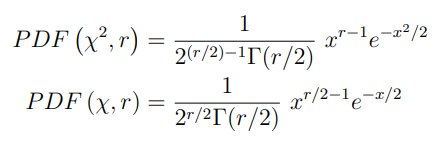 PDF (χ², r) = 1 / (2^{(r/2)−1} Γ(r/2)) x^{r−1} e^{−x²/2}
PDF (χ, r) = 1 / (2^{r/2} Γ(r/2)) x^{r/2−1} e^{−x/2}